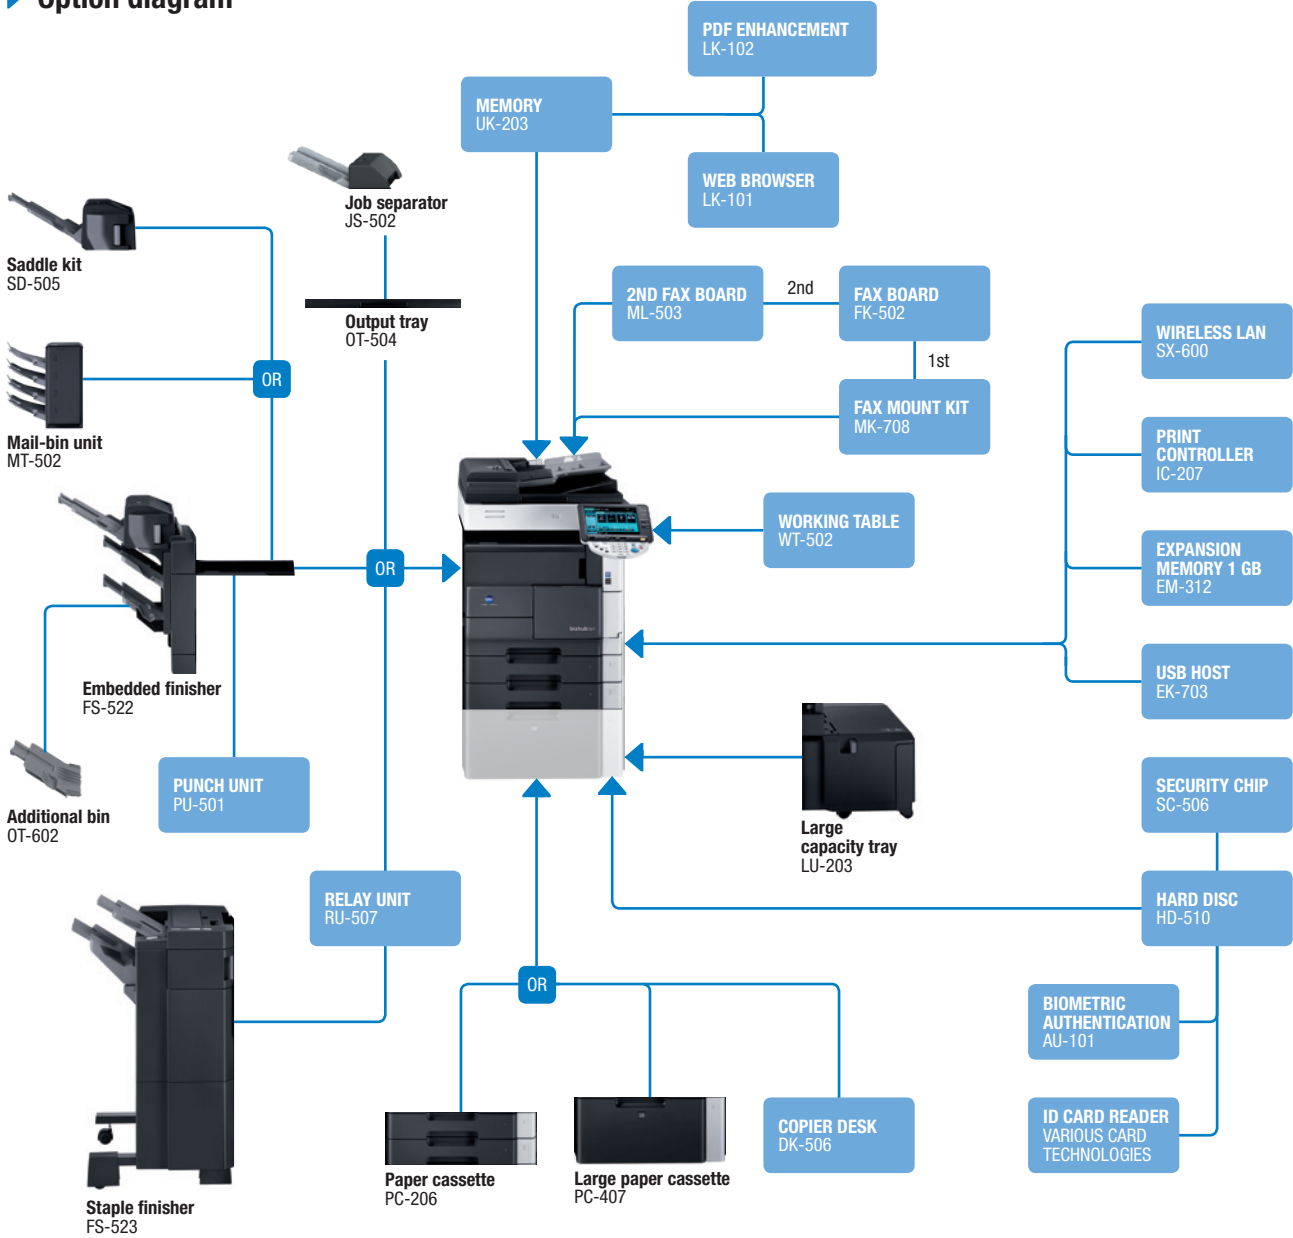 Option diagram
PDF ENHANCEMENT
LK-102
MEMORY
UK-203
WEB BROWSER
LK-101
Job separator
JS-502
Saddle kit
SD-505
Output tray
OT-504
2ND FAX BOARD
ML-503
2nd
FAX BOARD
FK-502
1st
FAX MOUNT KIT
MK-708
WIRELESS LAN
SX-600
PRINT
CONTROLLER
IC-207
EXPANSION
MEMORY 1 GB
EM-312
USB HOST
EK-703
OR
Mail-bin unit
MT-502
WORKING TABLE
WT-502
OR
Embedded finisher
FS-522
Additional bin
OT-602
PUNCH UNIT
PU-501
Large
capacity tray
LU-203
SECURITY CHIP
SC-506
HARD DISC
HD-510
RELAY UNIT
RU-507
OR
BIOMETRIC
AUTHENTICATION
AU-101
ID CARD READER
VARIOUS CARD
TECHNOLOGIES
COPIER DESK
DK-506
Paper cassette
PC-206
Large paper cassette
PC-407
Staple finisher
FS-523